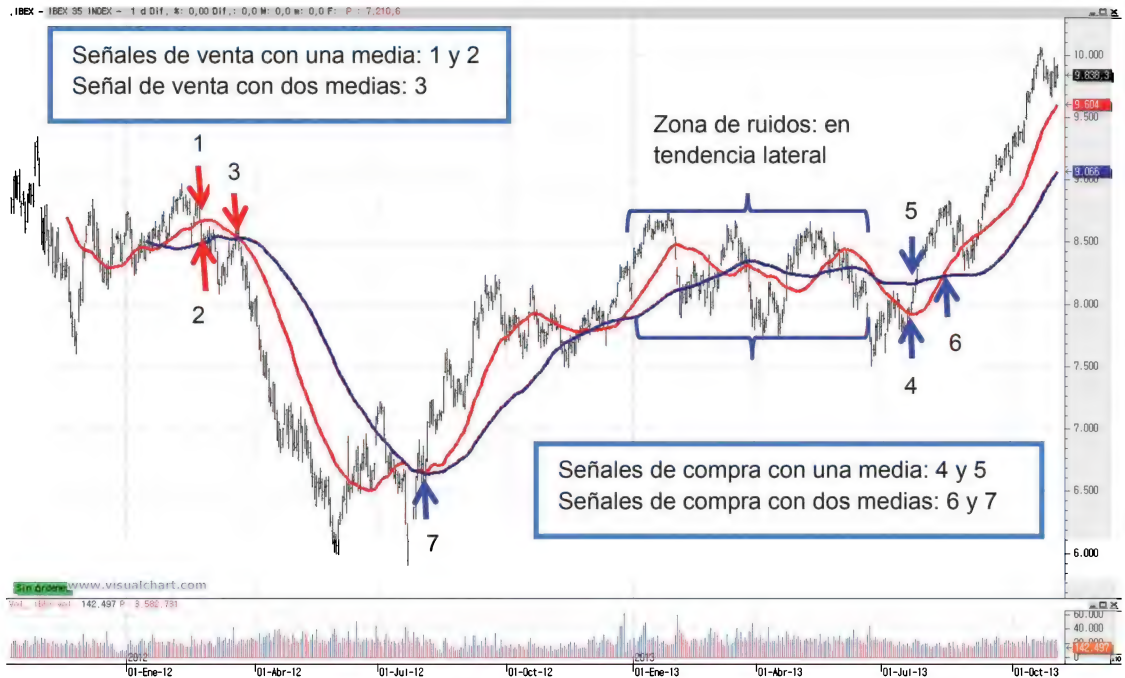 IBEX - IBEX 35 INDEX - 1 d Dif, %: 0,00 Dif,: 0,0 M: 0,0 m: 0,0 F: P : 7.210,6
Señales de venta con una media: 1 y 2
Señal de venta con dos medias: 3
1
3
2
Zona de ruidos: en
tendencia lateral
5
4
6
7
Señales de compra con una media: 4 y 5
Señales de compra con dos medias: 6 y 7
10.000
9.838,3
9.604
9.500
9.066
9.000
8.500
8.000
7.500
7.000
6.500
6.000
www.visualchart.com
142.497 P
60.000
40.000
20.000
142.497
0
2012
2013
01-Ene-12
01-Abr-12
01-Jul-12
01-Oct-12
01-Ene-13
01-Abr-13
01-Jul-13
01-Oct-13